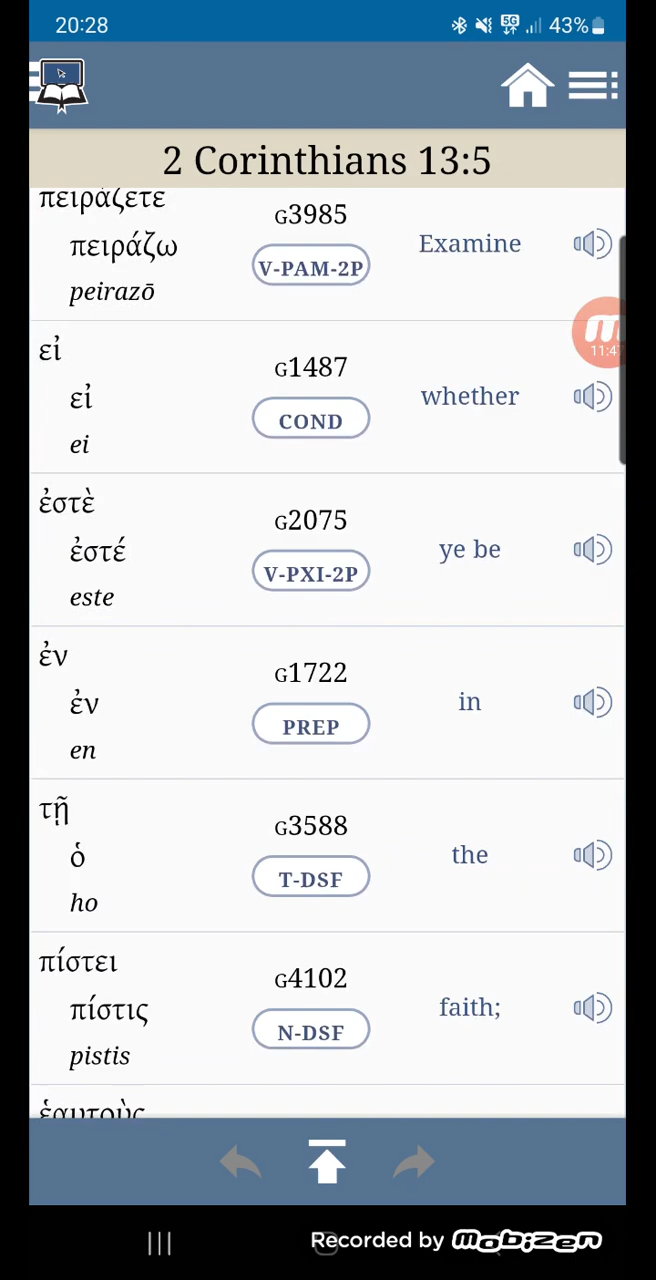 20:28
5G
43%
2 Corinthians 13:5
πειράζετε
πειράζω
peirazō
G3985
V-PAM-2P
Examine
11:47
εἰ
εἰ
ei
G1487
COND
whether
ἐστὲ
ἐστέ
este
G2075
V-PXI-2P
ye be
ἐν
ἐν
en
G1722
PREP
in
τῇ
ὁ
ho
G3588
T-DSF
the
πίστει
πίστις
pistis
G4102
N-DSF
faith;
ἑαυτοὺς
Recorded by mobizen